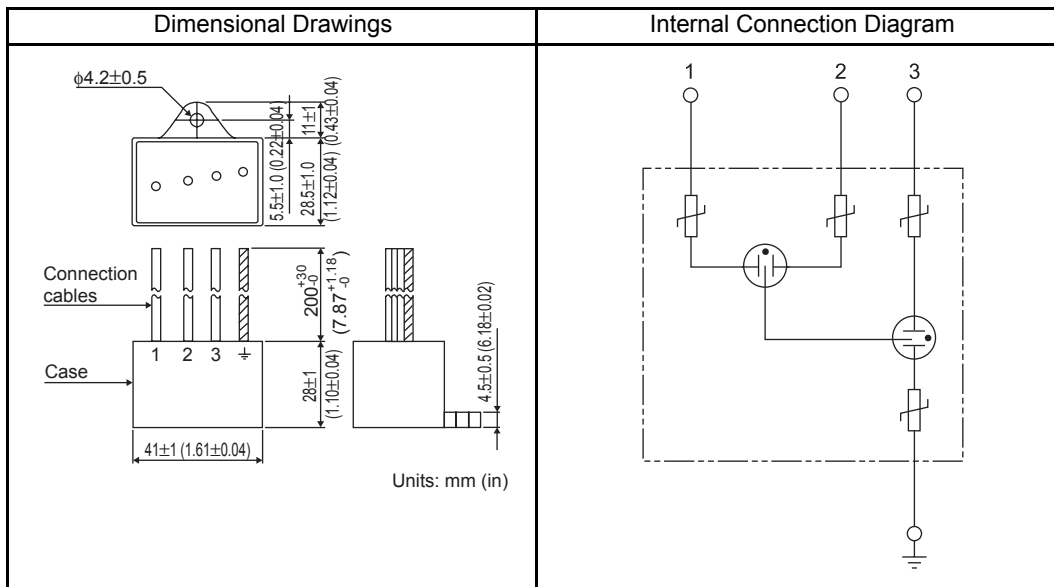 Dimensional Drawings
Internal Connection Diagram
ϕ4.2±0.5
5.5±1.0 (0.22±0.04)
11±1
(0.43±0.04)
28.5±1.0
(1.12±0.04)
Connection
cables
200+30-0
(7.87+1.18-0)
1 2 3
Case
28±1
(1.10±0.04)
4.5±0.5 (6.18±0.02)
41±1 (1.61±0.04)
Units: mm (in)
1 2 3